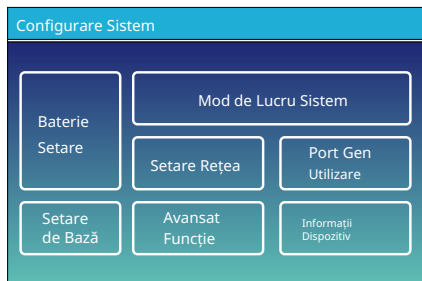 Configurare Sistem
Mod de Lucru Sistem
Baterie
Setare
Setare Rețea
Port Gen
Utilizare
Setare
de Bază
Avansat
Funcție
Informații
Dispozitiv